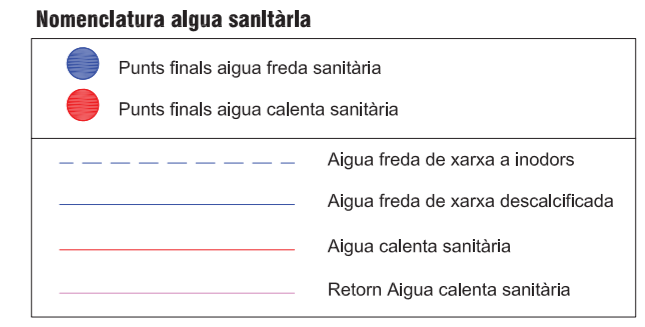 Nomenclatura aigua sanitària
Punts finals aigua freda sanitària
Punts finals aigua calenta sanitària
Aigua freda de xarxa a inodors
Aigua freda de xarxa descalcificada
Aigua calenta sanitària
Retorn Aigua calenta sanitària